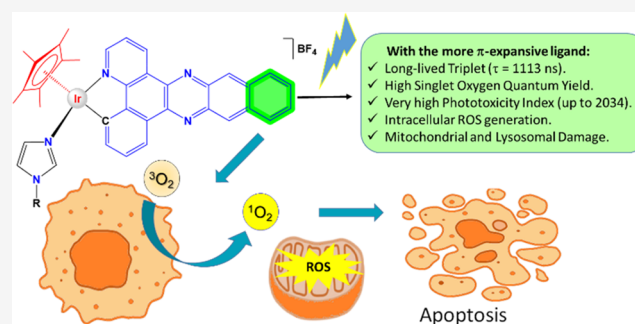 BF4
Ir
N
C
N
N
N
N
R
With the more π-expansive ligand:
✓ Long-lived Triplet (τ = 1113 ns).
✓ High Singlet Oxygen Quantum Yield.
✓ Very high Phototoxicity Index (up to 2034).
✓ Intracellular ROS generation.
✓ Mitochondrial and Lysosomal Damage.
³O₂
¹O₂
ROS
Apoptosis